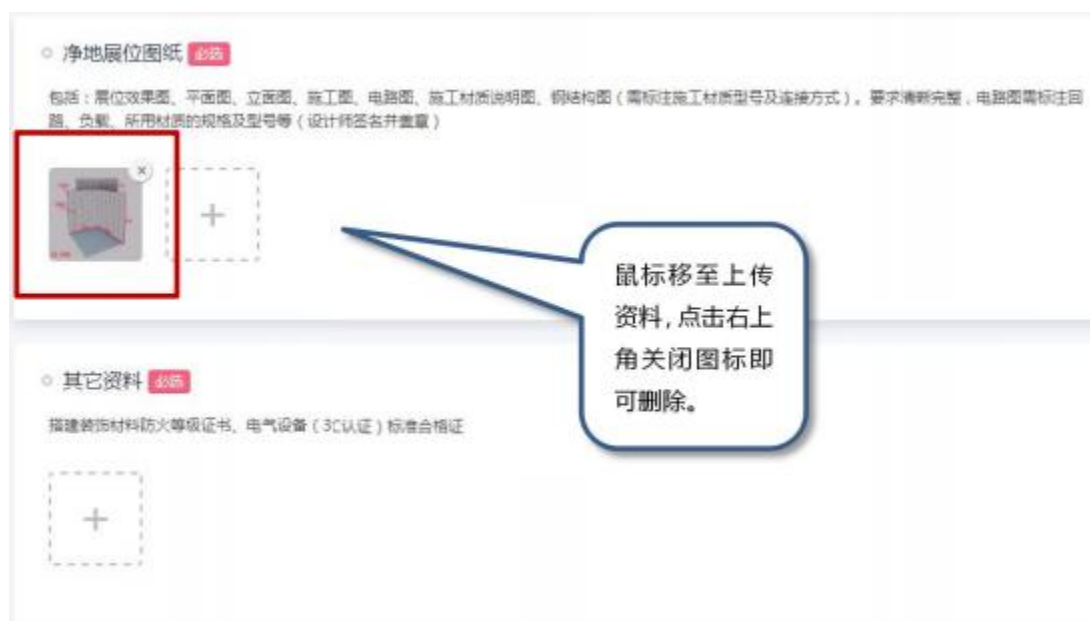 净地展位图纸 必选
包括：展位效果图、平面图、立面图、施工图、电路图、施工材质说明图、钢结构图（需标注施工材质型号及连接方式）。要求清晰完整，电路图需标注回
路、负载、所用材质的规格及型号等（设计师签名并盖章）
鼠标移至上传
资料，点击右上
角关闭图标即
可删除。
其它资料 必选
搭建装饰材料防火等级证书、电气设备（3C认证）标准合格证